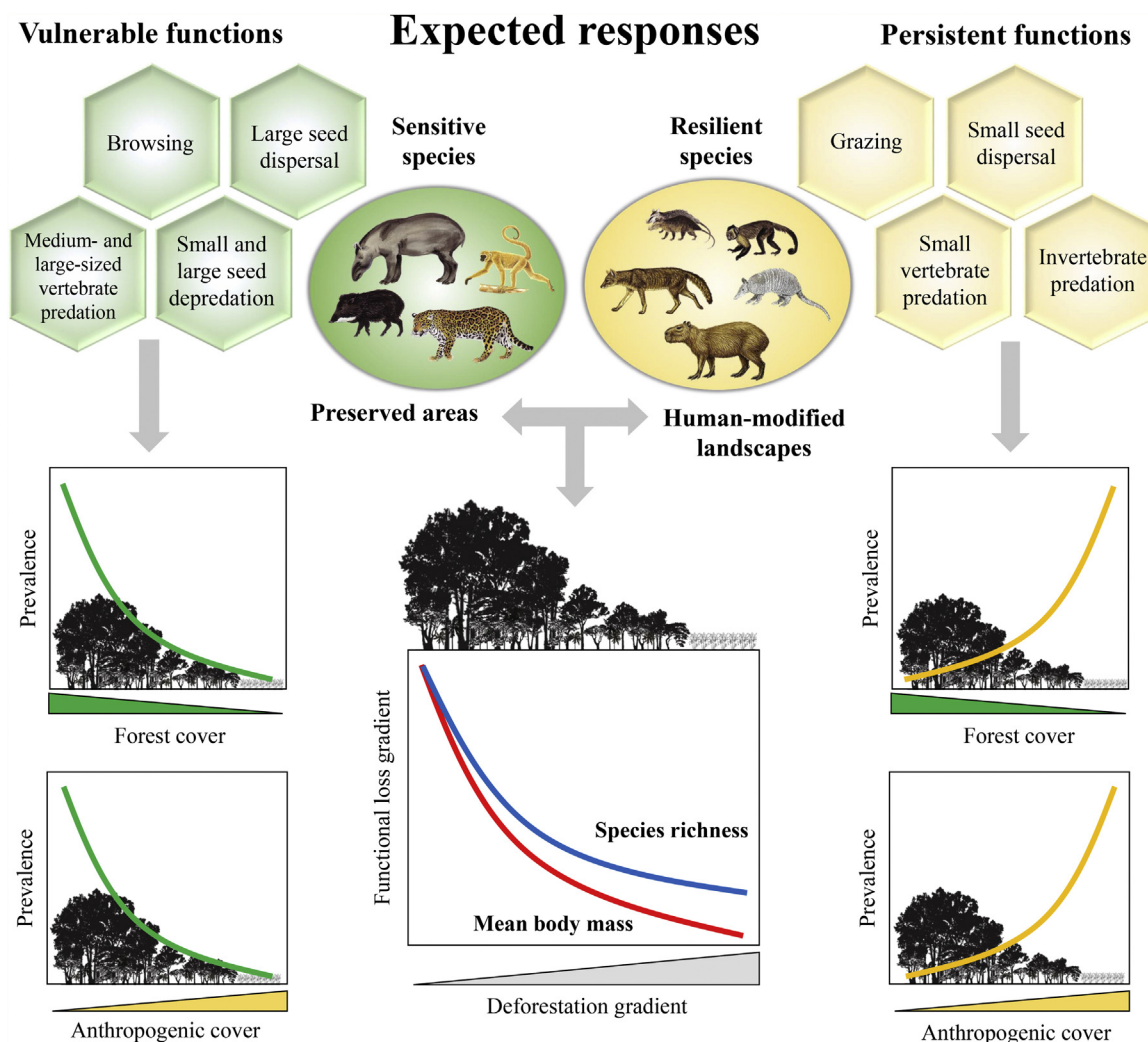 Vulnerable functions
Expected responses
Persistent functions
Browsing
Large seed
dispersal
Medium- and
large-sized
vertebrate
predation
Small and
large seed
depredation
Sensitive
species
Resilient
species
Grazing
Small seed
dispersal
Small
vertebrate
predation
Invertebrate
predation
Preserved areas
Human-modified
landscapes
Prevalence
Forest cover
Prevalence
Anthropogenic cover
Functional loss gradient
Species richness
Mean body mass
Deforestation gradient
Prevalence
Forest cover
Prevalence
Anthropogenic cover